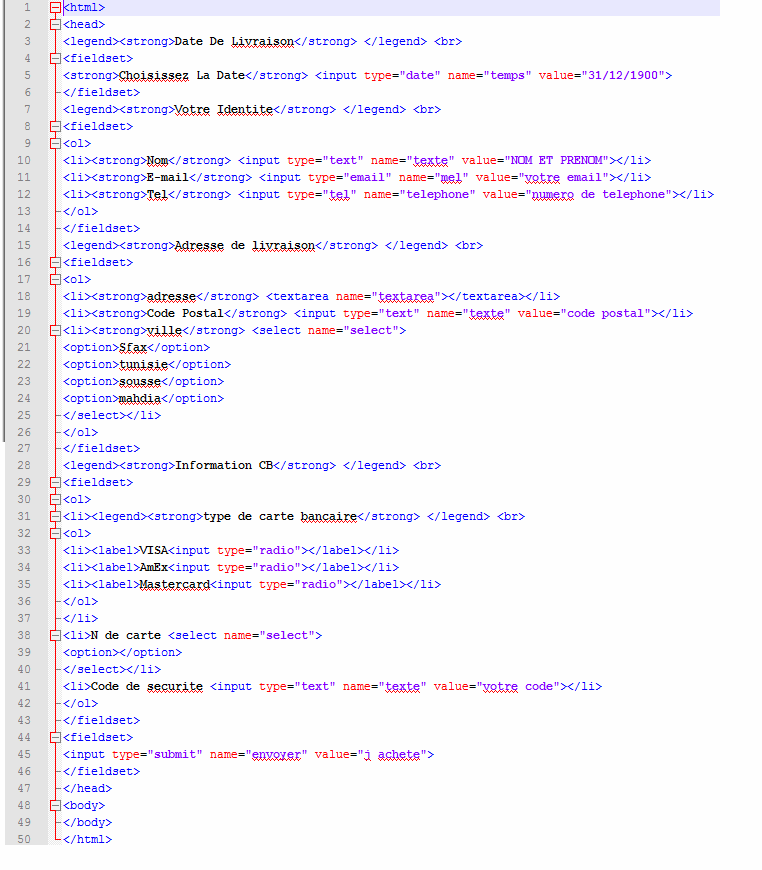 1 <html>
2 <head>
3 <legend><strong>Date De Livraison</strong> </legend> <br>
4 <fieldset>
5 <strong>Choisissez La Date</strong> <input type="date" name="temps" value="31/12/1900">
6 </fieldset>
7 <legend><strong>Votre Identite</strong> </legend> <br>
8 <fieldset>
9 <ol>
10 <li><strong>Nom</strong> <input type="text" name="texte" value="NOM ET PRENOM"></li>
11 <li><strong>E-mail</strong> <input type="email" name="mel" value="votre email"></li>
12 <li><strong>Tel</strong> <input type="tel" name="telephone" value="numero de telephone"></li>
13 </ol>
14 </fieldset>
15 <legend><strong>Adresse de livraison</strong> </legend> <br>
16 <fieldset>
17 <ol>
18 <li><strong>adresse</strong> <textarea name="textarea"></textarea></li>
19 <li><strong>Code Postal</strong> <input type="text" name="texte" value="code postal"></li>
20 <li><strong>ville</strong> <select name="select">
21 <option>Sfax</option>
22 <option>tunisie</option>
23 <option>sousse</option>
24 <option>mahdia</option>
25 </select></li>
26 </ol>
27 </fieldset>
28 <legend><strong>Information CB</strong> </legend> <br>
29 <fieldset>
30 <ol>
31 <li><legend><strong>type de carte bancaire</strong> </legend> <br>
32 <ol>
33 <li><label>VISA<input type="radio"></label></li>
34 <li><label>AmEx<input type="radio"></label></li>
35 <li><label>Mastercard<input type="radio"></label></li>
36 </ol>
37 </li>
38 <li>N de carte <select name="select">
39 <option></option>
40 </select></li>
41 <li>Code de securite <input type="text" name="texte" value="votre code"></li>
42 </ol>
43 </fieldset>
44 <fieldset>
45 <input type="submit" name="envoyer" value="j achete">
46 </fieldset>
47 </head>
48 <body>
49 </body>
50 </html>